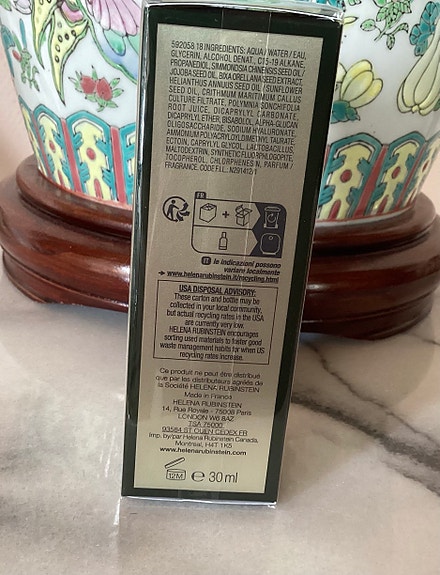 592058 18 INGREDIENTS: AQUA / WATER / EAU,
GLYCERIN, ALCOHOL DENAT., C15-19 ALKANE,
PROPANEDIOL, SIMMONDSIA CHINENSIS SEED OIL /
JOJOBA SEED OIL, BIXA ORELLANA SEED EXTRACT,
HELIANTHUS ANNUUS SEED OIL / SUNFLOWER
SEED OIL, CRITHMUM MARITIMUM CALLUS
CULTURE FILTRATE, POLYMNIA SONCHIFOLIA
ROOT JUICE, DICAPRYLYL CARBONATE,
DICAPRYLYL ETHER, BISABOLOL, ALPHA-GLUCAN
OLIGOSACCHARIDE, SODIUM HYALURONATE,
AMMONIUM POLYACRYLOYLDIMETHYL TAURATE,
ECTOIN, CAPRYLYL GLYCOL, LACTOBACILLUS,
MALTODEXTRIN, SYNTHETIC FLUORPHLOGOPITE,
TOCOPHEROL, CHLORPHENESIN, PARFUM /
FRAGRANCE. CODE F.I.L.: N291412/1
FR
+
IT le indicazioni possono
variare localmente
www.helenarubinstein.it/recycling.html
USA DISPOSAL ADVISORY:
These carton and bottle may be
collected in your local community,
but actual recycling rates in the USA
are currently very low.
HELENA RUBINSTEIN encourages
sorting used materials to foster good
waste management habits for when US
recycling rates increase.
Ce produit ne peut être distribué
que par les distributeurs agréés de
la Société HELENA RUBINSTEIN
Made in France
HELENA RUBINSTEIN
14, Rue Royale - 75008 Paris
LONDON W6 8AZ
TSA 75000
93584 ST OUEN CEDEX FR
Imp. by/par Helena Rubinstein Canada,
Montreal, H4T 1K5
www.helenarubinstein.com
12M e 30 ml